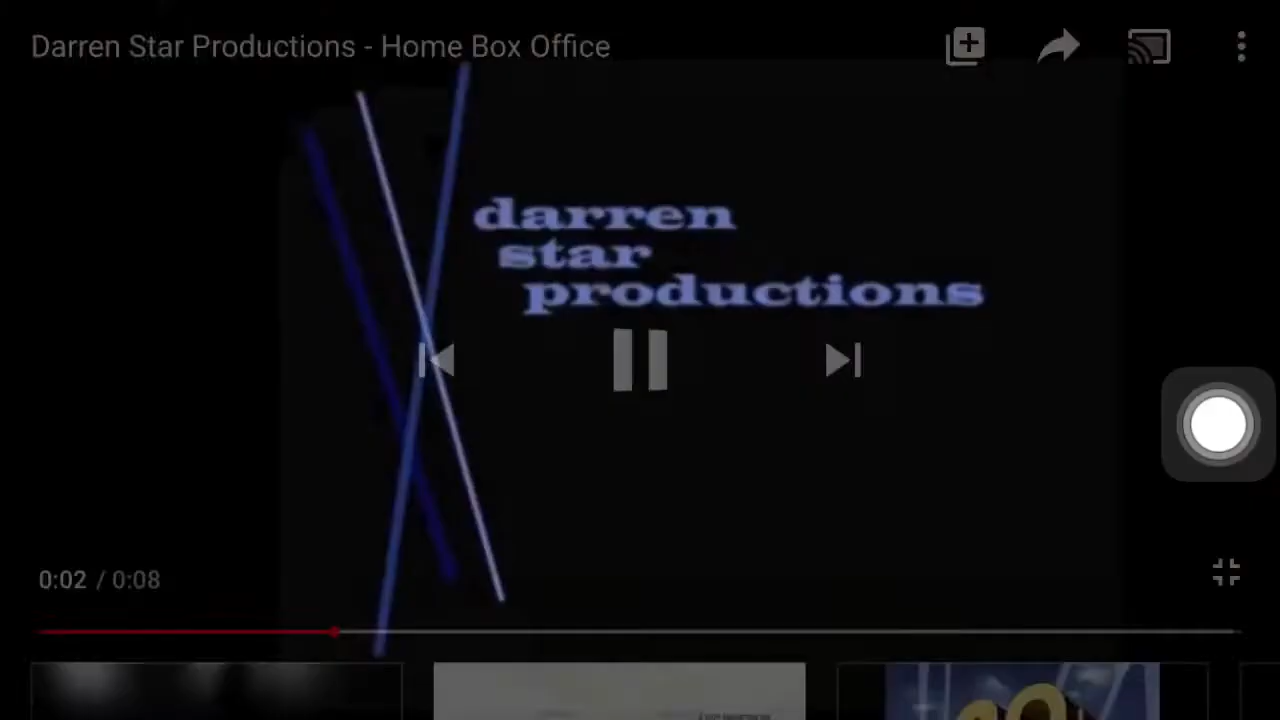 Darren Star Productions - Home Box Office
darren
star
productions
0:02 / 0:08